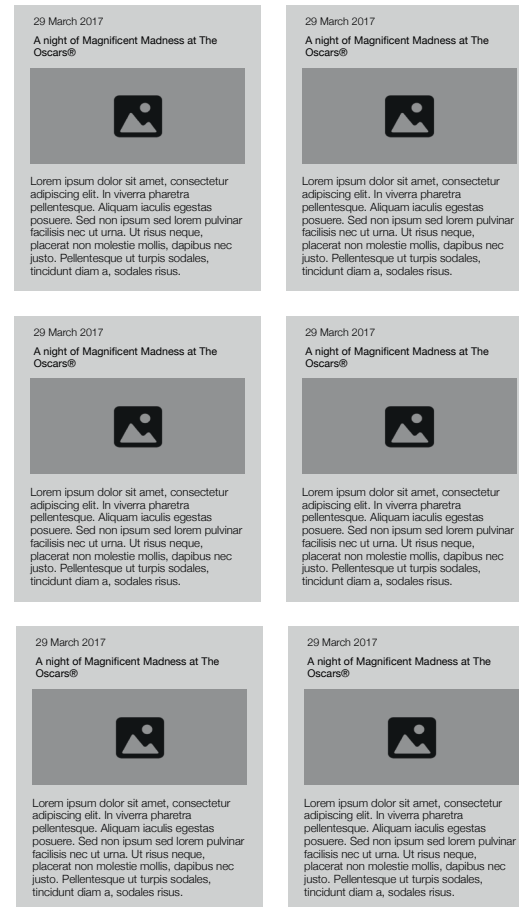 29 March 2017
A night of Magnificent Madness at The
Oscars®
Lorem ipsum dolor sit amet, consectetur
adipiscing elit. In viverra pharetra
pellentesque. Aliquam iaculis egestas
posuere. Sed non ipsum sed lorem pulvinar
facilisis nec ut urna. Ut risus neque,
placerat non molestie mollis, dapibus nec
justo. Pellentesque ut turpis sodales,
tincidunt diam a, sodales risus.
29 March 2017
A night of Magnificent Madness at The
Oscars®
Lorem ipsum dolor sit amet, consectetur
adipiscing elit. In viverra pharetra
pellentesque. Aliquam iaculis egestas
posuere. Sed non ipsum sed lorem pulvinar
facilisis nec ut urna. Ut risus neque,
placerat non molestie mollis, dapibus nec
justo. Pellentesque ut turpis sodales,
tincidunt diam a, sodales risus.
29 March 2017
A night of Magnificent Madness at The
Oscars®
Lorem ipsum dolor sit amet, consectetur
adipiscing elit. In viverra pharetra
pellentesque. Aliquam iaculis egestas
posuere. Sed non ipsum sed lorem pulvinar
facilisis nec ut urna. Ut risus neque,
placerat non molestie mollis, dapibus nec
justo. Pellentesque ut turpis sodales,
tincidunt diam a, sodales risus.
29 March 2017
A night of Magnificent Madness at The
Oscars®
Lorem ipsum dolor sit amet, consectetur
adipiscing elit. In viverra pharetra
pellentesque. Aliquam iaculis egestas
posuere. Sed non ipsum sed lorem pulvinar
facilisis nec ut urna. Ut risus neque,
placerat non molestie mollis, dapibus nec
justo. Pellentesque ut turpis sodales,
tincidunt diam a, sodales risus.
29 March 2017
A night of Magnificent Madness at The
Oscars®
Lorem ipsum dolor sit amet, consectetur
adipiscing elit. In viverra pharetra
pellentesque. Aliquam iaculis egestas
posuere. Sed non ipsum sed lorem pulvinar
facilisis nec ut urna. Ut risus neque,
placerat non molestie mollis, dapibus nec
justo. Pellentesque ut turpis sodales,
tincidunt diam a, sodales risus.
29 March 2017
A night of Magnificent Madness at The
Oscars®
Lorem ipsum dolor sit amet, consectetur
adipiscing elit. In viverra pharetra
pellentesque. Aliquam iaculis egestas
posuere. Sed non ipsum sed lorem pulvinar
facilisis nec ut urna. Ut risus neque,
placerat non molestie mollis, dapibus nec
justo. Pellentesque ut turpis sodales,
tincidunt diam a, sodales risus.